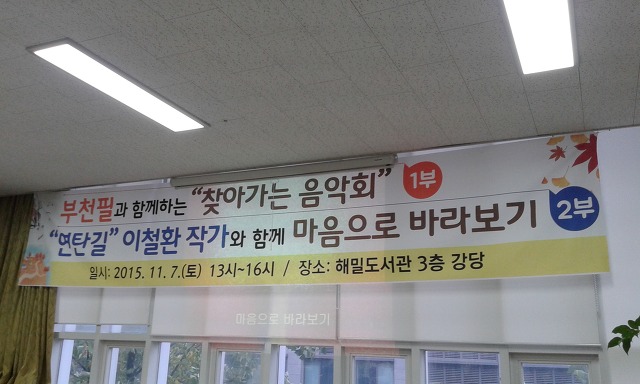 부천필과 함께하는 “찾아가는 음악회” 1부
“연탄길” 이철환 작가와 함께 마음으로 바라보기 2부
일시: 2015. 11. 7.(토) 13시~16시 / 장소: 해밀도서관 3층 강당
마음으로 바라보기